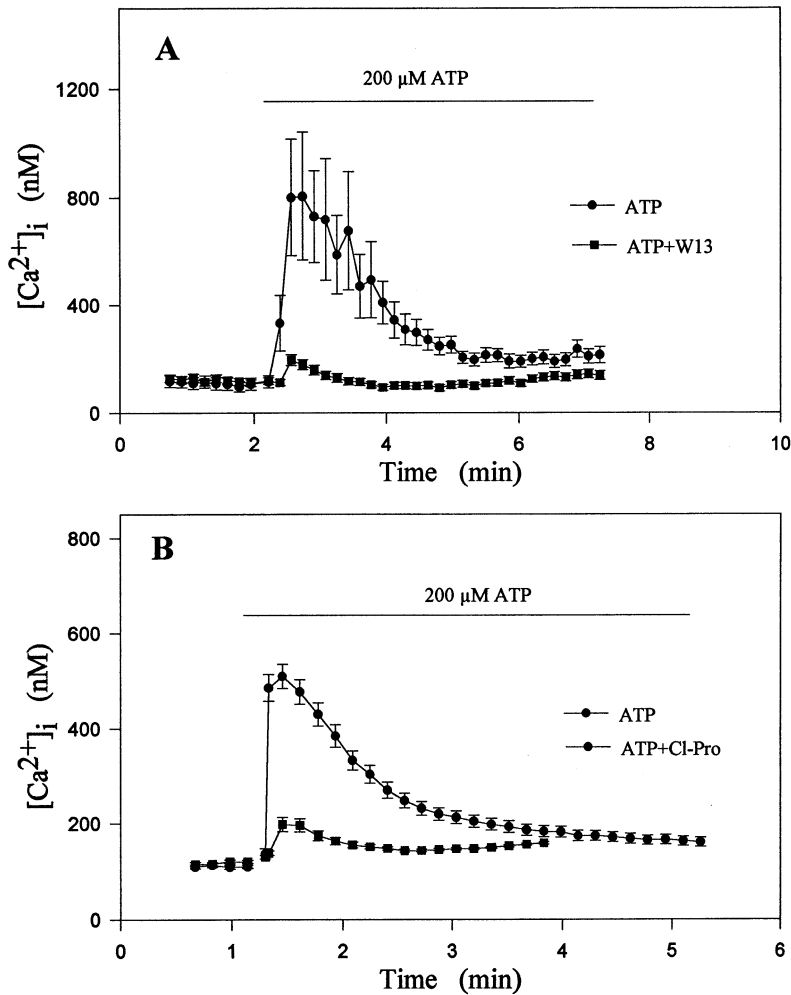 A
200 µM ATP
1200
800
400
0
[Ca2+]i (nM)
ATP
ATP+W13
0 2 4 6 8 10
Time (min)
B
200 µM ATP
800
600
400
200
0
[Ca2+]i (nM)
ATP
ATP+Cl-Pro
0 1 2 3 4 5 6
Time (min)